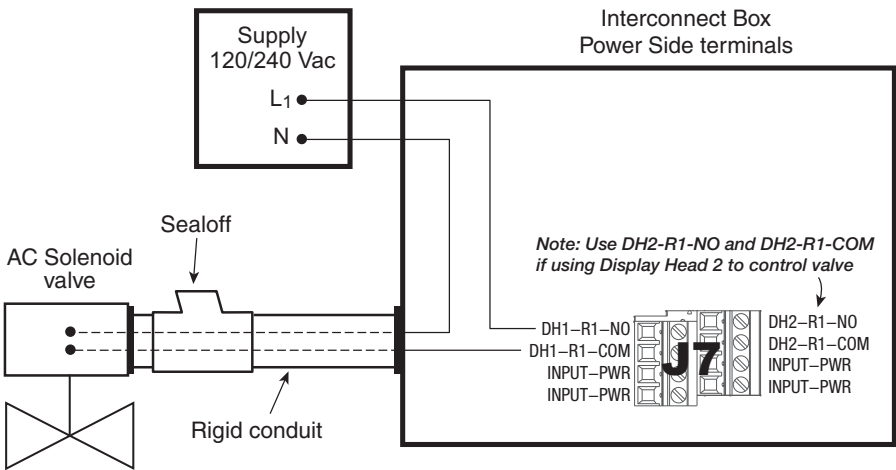 Supply
120/240 Vac
L1
N
Interconnect Box
Power Side terminals
Sealoff
AC Solenoid
valve
Rigid conduit
Note: Use DH2-R1-NO and DH2-R1-COM
if using Display Head 2 to control valve
DH1–R1–NO
DH1–R1–COM
INPUT–PWR
INPUT–PWR
J7
DH2–R1–NO
DH2–R1–COM
INPUT–PWR
INPUT–PWR